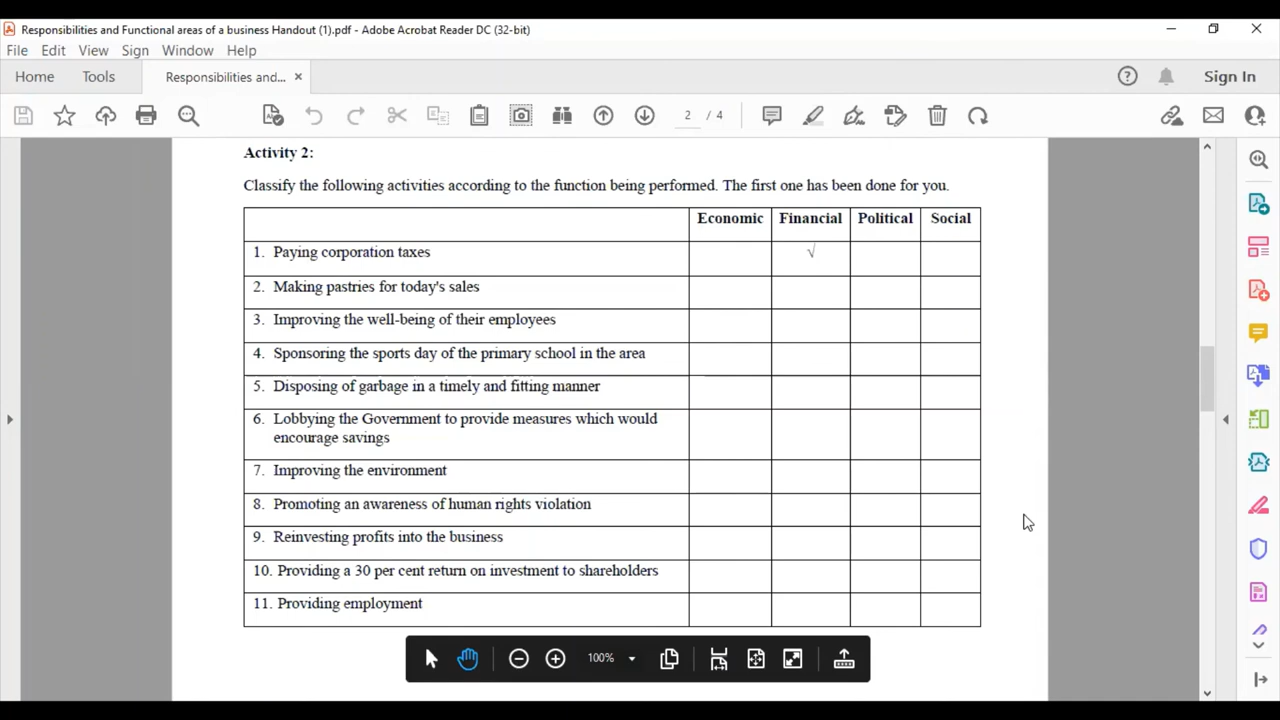 Responsibilities and Functional areas of a business Handout (1).pdf - Adobe Acrobat Reader DC (32-bit)
File Edit View Sign Window Help
Home Tools Responsibilities and... × Sign In
2 / 4
Activity 2:
Classify the following activities according to the function being performed. The first one has been done for you.
Economic Financial Political Social
1. Paying corporation taxes √
2. Making pastries for today's sales
3. Improving the well-being of their employees
4. Sponsoring the sports day of the primary school in the area
5. Disposing of garbage in a timely and fitting manner
6. Lobbying the Government to provide measures which would
encourage savings
7. Improving the environment
8. Promoting an awareness of human rights violation
9. Reinvesting profits into the business
10. Providing a 30 per cent return on investment to shareholders
11. Providing employment
100%